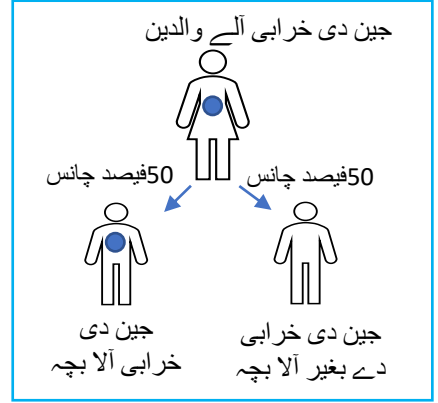 جین دی خرابی آلے والدین
50فیصد چانس
50فیصد چانس
جین دی خرابی
دے بغیر آلا بچہ
جین دی
خرابی آلا بچہ